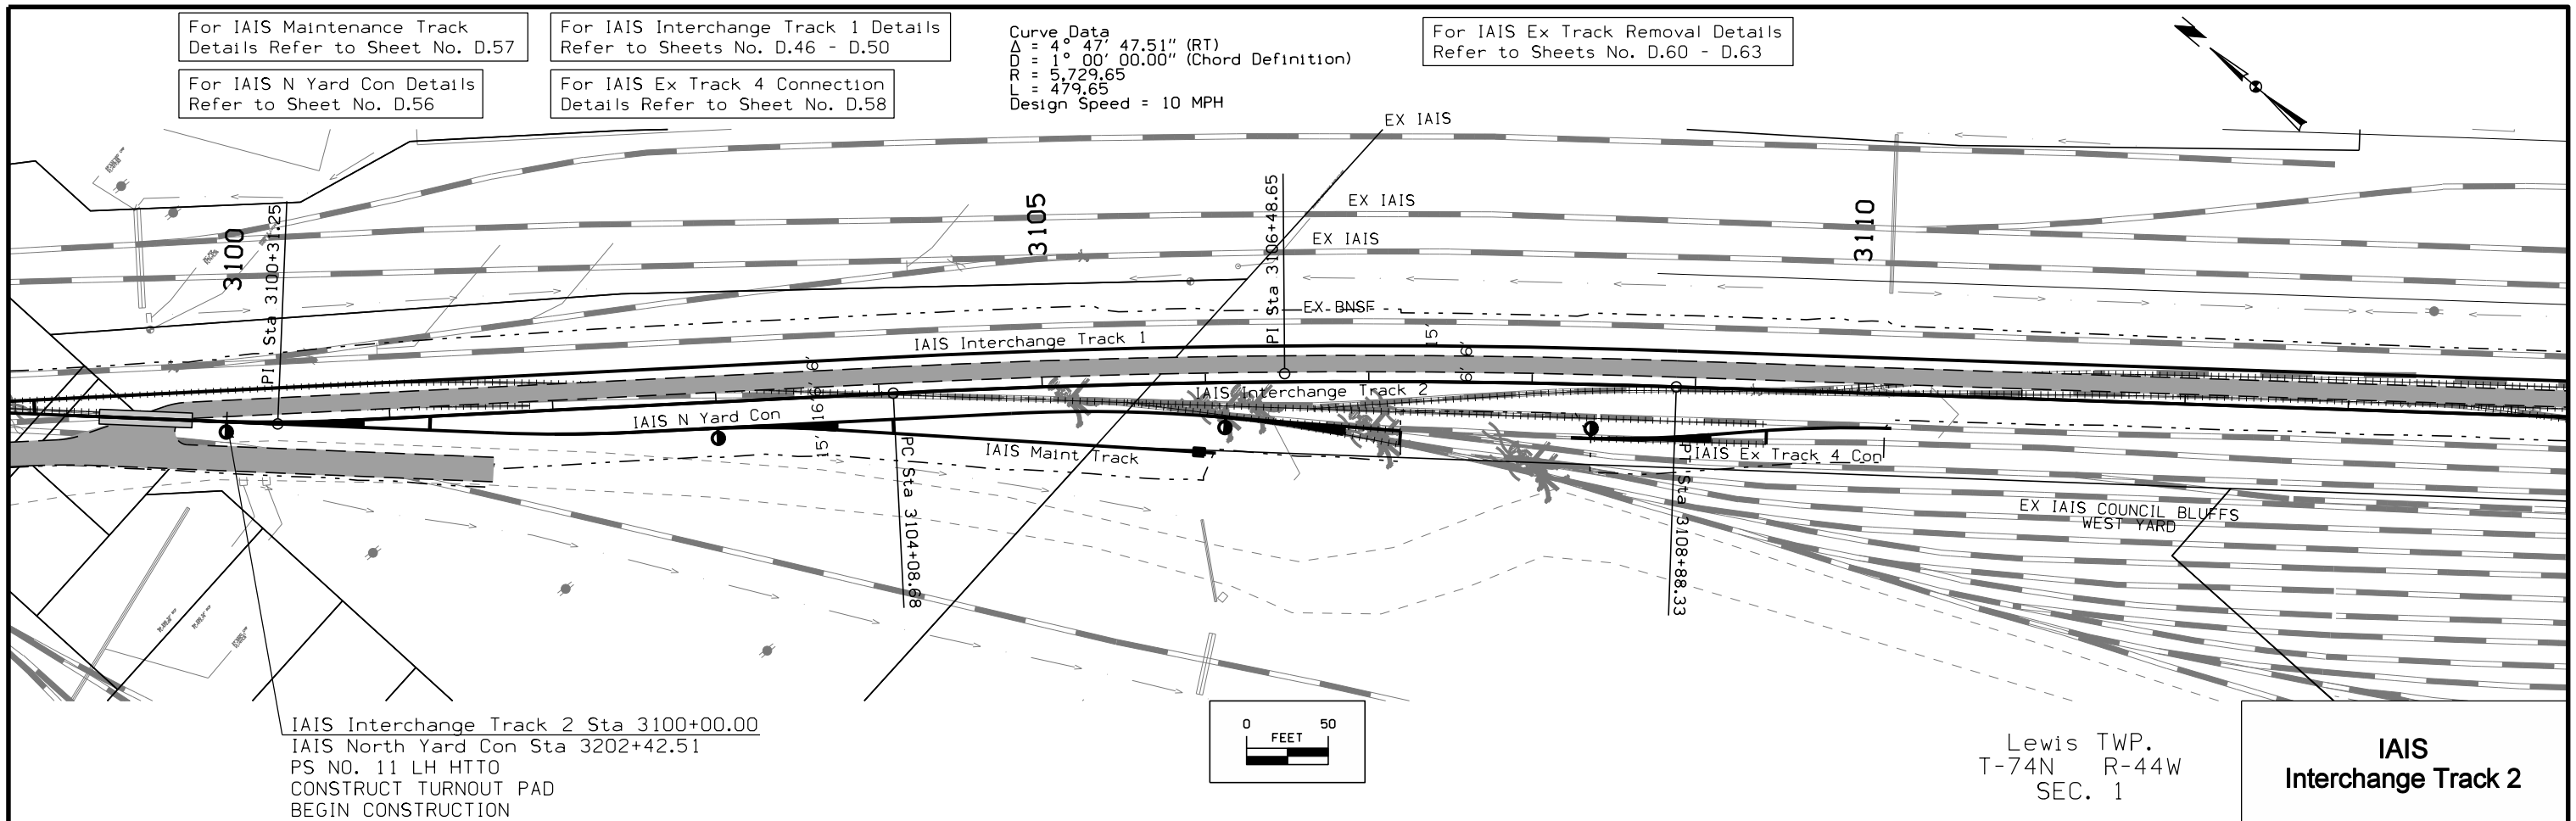 For IAIS Maintenance Track
Details Refer to Sheet No. D.57
For IAIS Interchange Track 1 Details
Refer to Sheets No. D.46 - D.50
For IAIS N Yard Con Details
Refer to Sheet No. D.56
For IAIS Ex Track 4 Connection
Details Refer to Sheet No. D.58
Curve Data
Δ = 4° 47' 47.51" (RT)
D = 1° 00' 00.00" (Chord Definition)
R = 5,729.65
L = 479.65
Design Speed = 10 MPH
For IAIS Ex Track Removal Details
Refer to Sheets No. D.60 - D.63
N
EX IAIS
EX IAIS
EX IAIS
EX BNSF
3100
3105
3110
PI Sta 3100+31.25
PI Sta 3106+48.65
IAIS Interchange Track 1
15'
6'
6'
6'
16'
6'
15'
IAIS Interchange Track 2
IAIS N Yard Con
IAIS Maint Track
IAIS Ex Track 4 Con
PC Sta 3104+08.68
PT Sta 3108+88.33
EX IAIS COUNCIL BLUFFS
WEST YARD
IAIS Interchange Track 2 Sta 3100+00.00
IAIS North Yard Con Sta 3202+42.51
PS NO. 11 LH HTTO
CONSTRUCT TURNOUT PAD
BEGIN CONSTRUCTION
0 50
FEET
Lewis TWP.
T-74N R-44W
SEC. 1
IAIS
Interchange Track 2